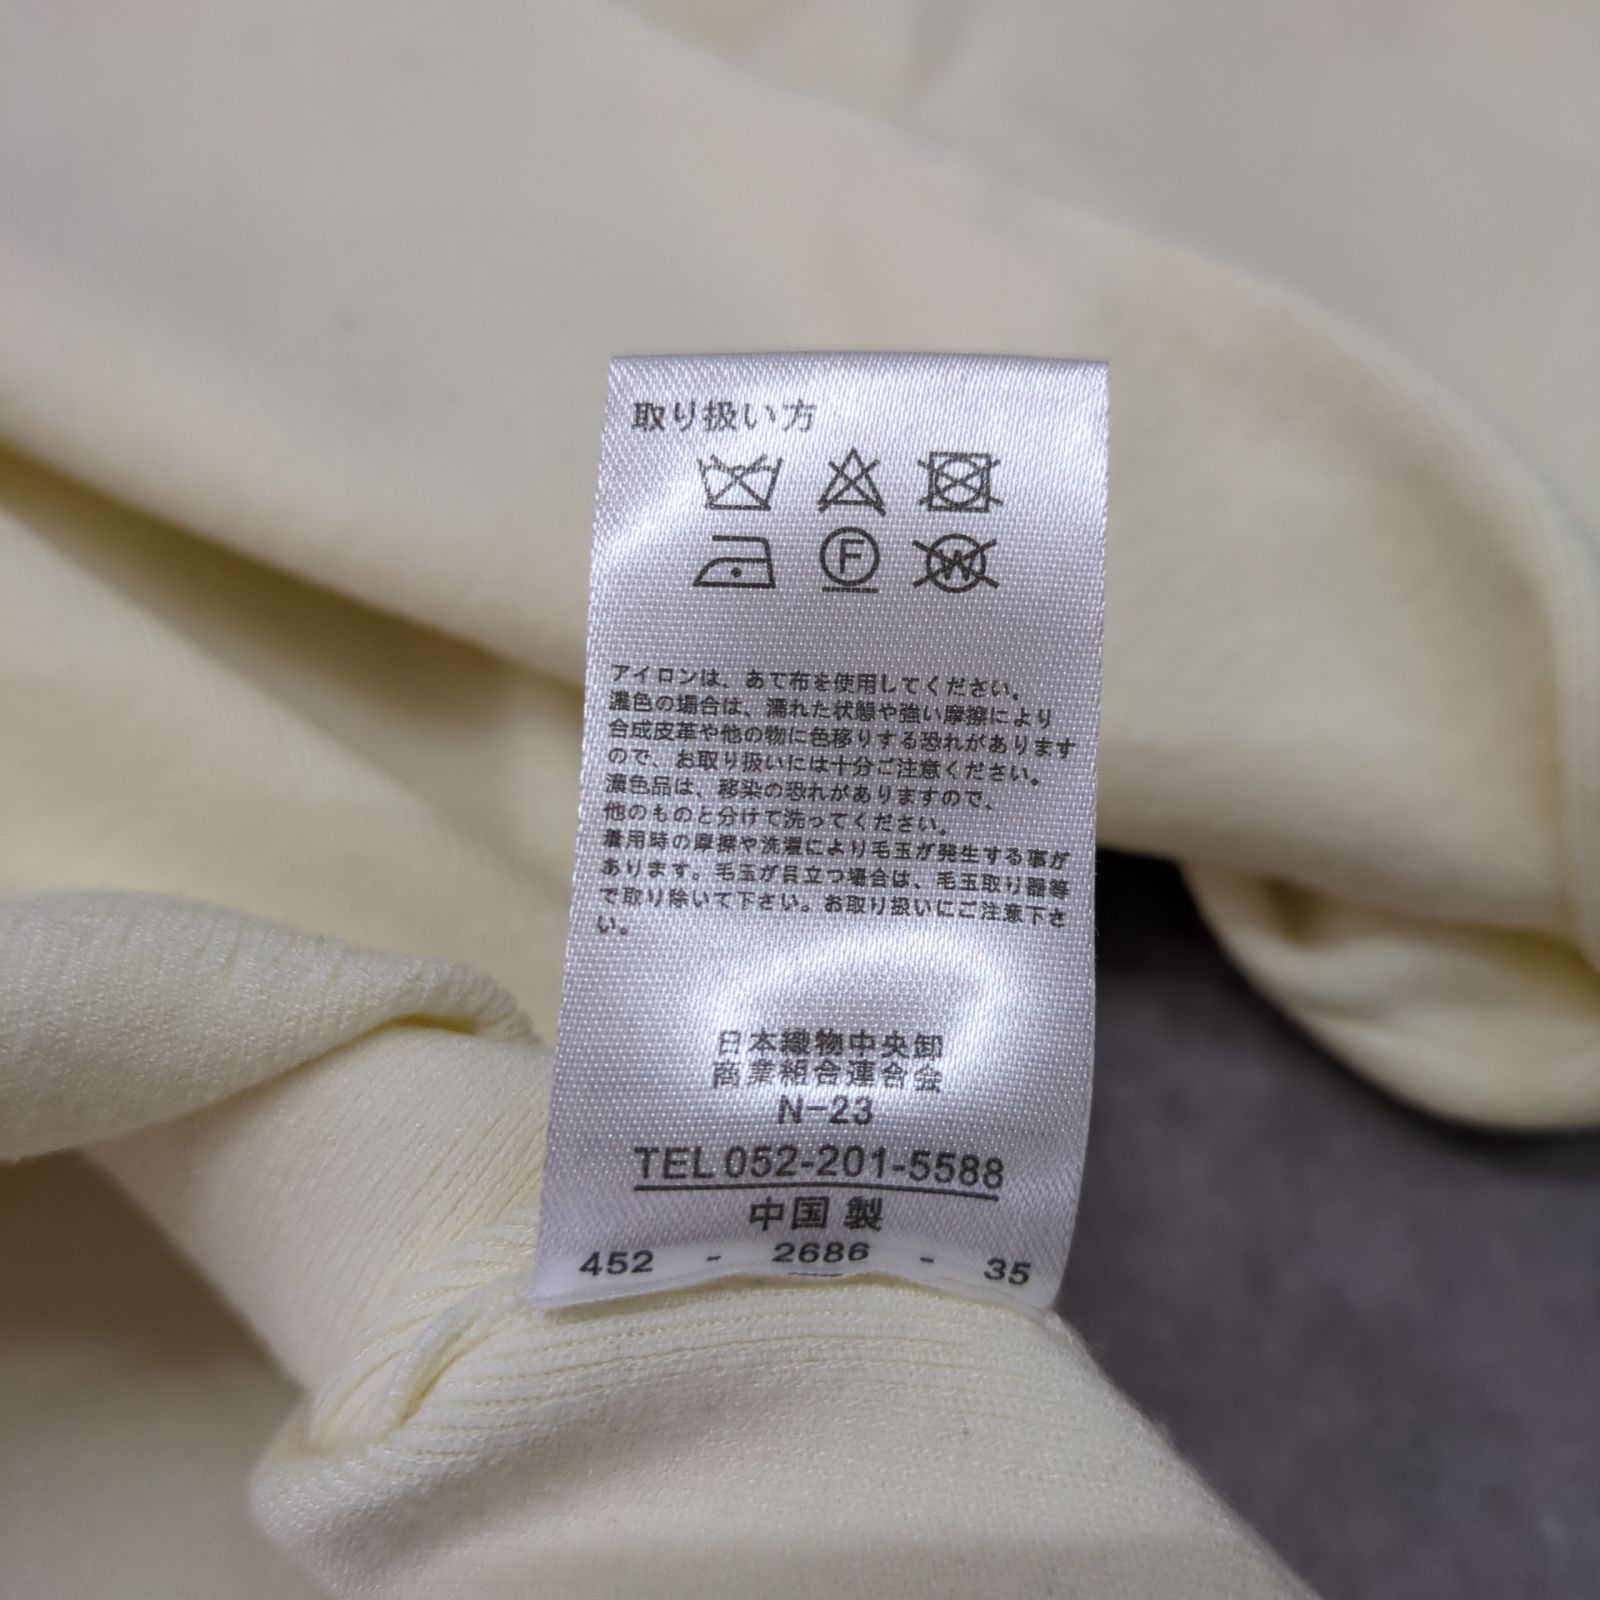 取り扱い方
F
W
アイロンは、あて布を使用してください。
濃色の場合は、濡れた状態や強い摩擦により
合成皮革や他の物に色移りする恐れがあります
ので、お取り扱いには十分ご注意ください。
濃色品は、移染の恐れがありますので、
他のものと分けて洗ってください。
着用時の摩擦や洗濯により毛玉が発生する事が
あります。毛玉が目立つ場合は、毛玉取り器等
で取り除いて下さい。お取り扱いにご注意下さ
い。
日本織物中央卸
商業組合連合会
N-23
TEL 052-201-5588
中国製
452 - 2686 - 35